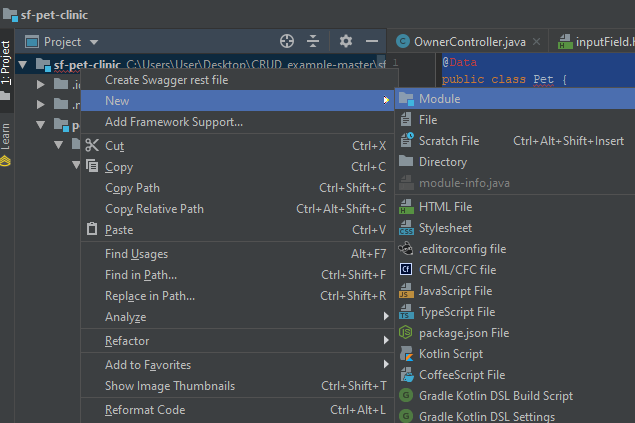 sf-pet-clinic
Project
OwnerController.java
inputField.h
1: Project
Learn
sf-pet-clinic C:\Users\User\Desktop\CRUD_example-master\sf
1
@Data
public class Pet {
Create Swagger rest file
New
Add Framework Support...
Cut Ctrl+X
Copy Ctrl+C
Copy Path Ctrl+Shift+C
Copy Relative Path Ctrl+Alt+Shift+C
Paste Ctrl+V
Find Usages Alt+F7
Find in Path... Ctrl+Shift+F
Replace in Path... Ctrl+Shift+R
Analyze
Refactor
Add to Favorites
Show Image Thumbnails Ctrl+Shift+T
Reformat Code Ctrl+Alt+L
Module
File
Scratch File Ctrl+Alt+Shift+Insert
Directory
module-info.java
HTML File
Stylesheet
.editorconfig file
CFML/CFC file
JavaScript File
TypeScript File
package.json File
Kotlin Script
CoffeeScript File
Gradle Kotlin DSL Build Script
Gradle Kotlin DSL Settings